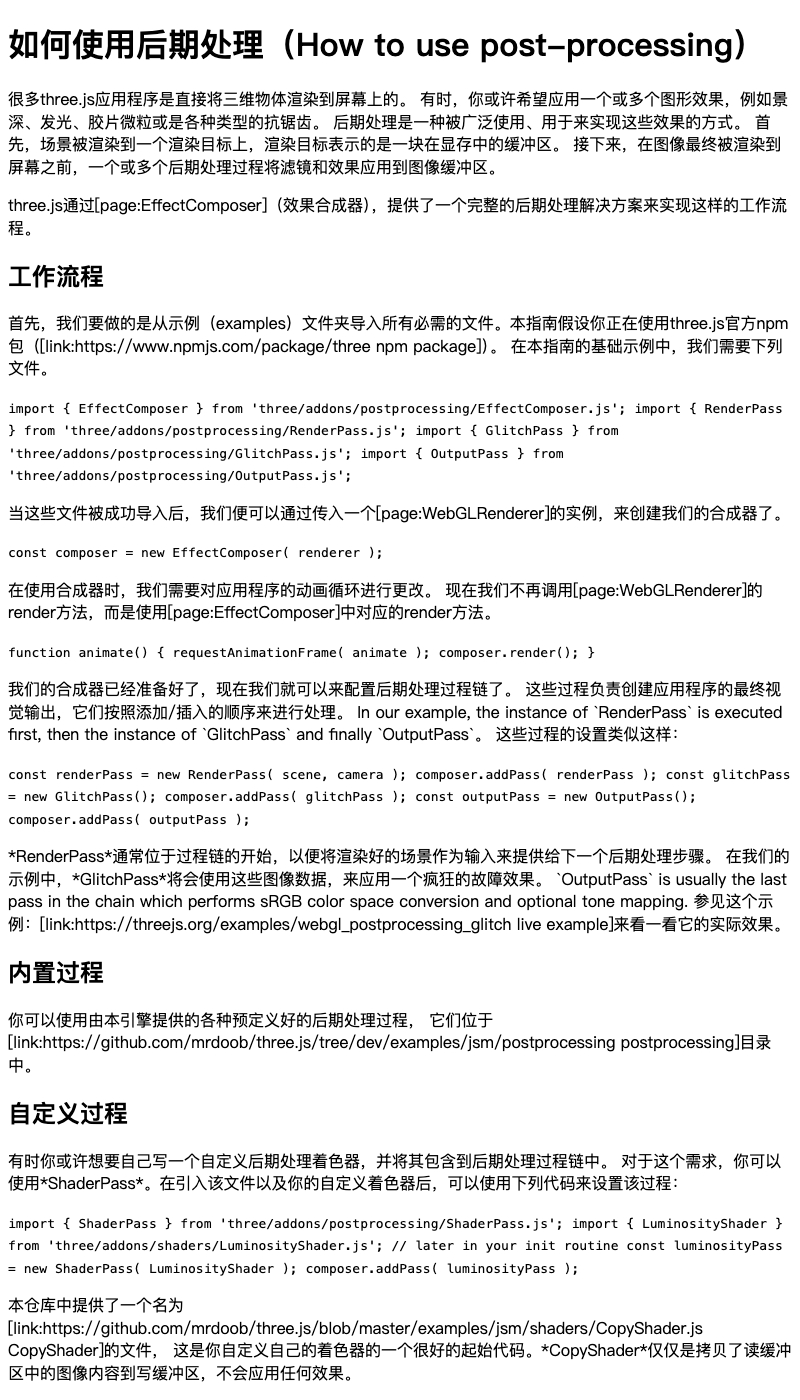 如何使用后期处理（How to use post-processing）
很多three.js应用程序是直接将三维物体渲染到屏幕上的。 有时，你或许希望应用一个或多个图形效果，例如景
深、发光、胶片微粒或是各种类型的抗锯齿。 后期处理是一种被广泛使用、用于来实现这些效果的方式。 首
先，场景被渲染到一个渲染目标上，渲染目标表示的是一块在显存中的缓冲区。 接下来，在图像最终被渲染到
屏幕之前，一个或多个后期处理过程将滤镜和效果应用到图像缓冲区。
three.js通过[page:EffectComposer]（效果合成器），提供了一个完整的后期处理解决方案来实现这样的工作流
程。
工作流程
首先，我们要做的是从示例（examples）文件夹导入所有必需的文件。本指南假设你正在使用three.js官方npm
包（[link:https://www.npmjs.com/package/three npm package]）。 在本指南的基础示例中，我们需要下列
文件。
import { EffectComposer } from 'three/addons/postprocessing/EffectComposer.js'; import { RenderPass
} from 'three/addons/postprocessing/RenderPass.js'; import { GlitchPass } from
'three/addons/postprocessing/GlitchPass.js'; import { OutputPass } from
'three/addons/postprocessing/OutputPass.js';
当这些文件被成功导入后，我们便可以通过传入一个[page:WebGLRenderer]的实例，来创建我们的合成器了。
const composer = new EffectComposer( renderer );
在使用合成器时，我们需要对应用程序的动画循环进行更改。 现在我们不再调用[page:WebGLRenderer]的
render方法，而是使用[page:EffectComposer]中对应的render方法。
function animate() { requestAnimationFrame( animate ); composer.render(); }
我们的合成器已经准备好了，现在我们就可以来配置后期处理过程链了。 这些过程负责创建应用程序的最终视
觉输出，它们按照添加/插入的顺序来进行处理。 In our example, the instance of `RenderPass` is executed
first, then the instance of `GlitchPass` and finally `OutputPass`。 这些过程的设置类似这样：
const renderPass = new RenderPass( scene, camera ); composer.addPass( renderPass ); const glitchPass
= new GlitchPass(); composer.addPass( glitchPass ); const outputPass = new OutputPass();
composer.addPass( outputPass );
*RenderPass*通常位于过程链的开始，以便将渲染好的场景作为输入来提供给下一个后期处理步骤。 在我们的
示例中，*GlitchPass*将会使用这些图像数据，来应用一个疯狂的故障效果。 `OutputPass` is usually the last
pass in the chain which performs sRGB color space conversion and optional tone mapping. 参见这个示
例：[link:https://threejs.org/examples/webgl_postprocessing_glitch live example]来看一看它的实际效果。
内置过程
你可以使用由本引擎提供的各种预定义好的后期处理过程， 它们位于
[link:https://github.com/mrdoob/three.js/tree/dev/examples/jsm/postprocessing postprocessing]目录
中。
自定义过程
有时你或许想要自己写一个自定义后期处理着色器，并将其包含到后期处理过程链中。 对于这个需求，你可以
使用*ShaderPass*。在引入该文件以及你的自定义着色器后，可以使用下列代码来设置该过程：
import { ShaderPass } from 'three/addons/postprocessing/ShaderPass.js'; import { LuminosityShader }
from 'three/addons/shaders/LuminosityShader.js'; // later in your init routine const luminosityPass
= new ShaderPass( LuminosityShader ); composer.addPass( luminosityPass );
本仓库中提供了一个名为
[link:https://github.com/mrdoob/three.js/blob/master/examples/jsm/shaders/CopyShader.js
CopyShader]的文件， 这是你自定义自己的着色器的一个很好的起始代码。*CopyShader*仅仅是拷贝了读缓冲
区中的图像内容到写缓冲区，不会应用任何效果。